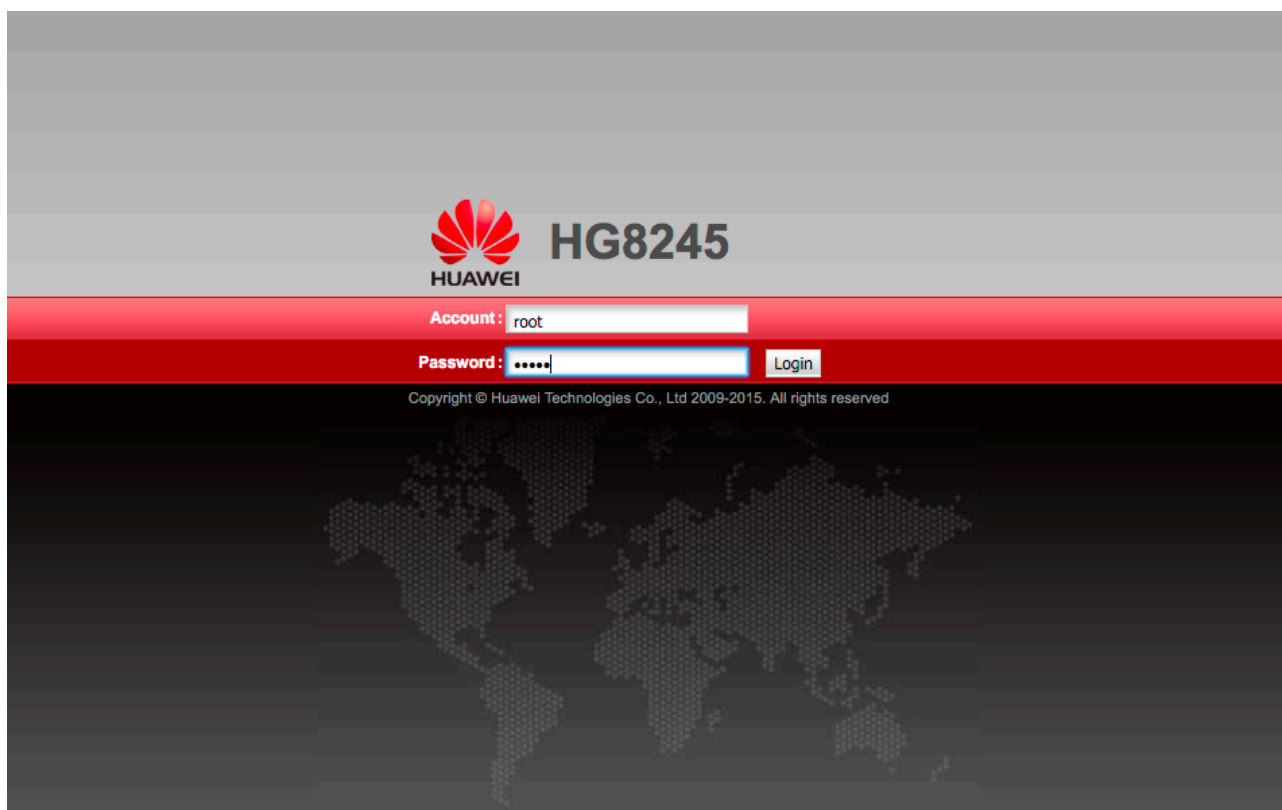 HUAWEI
HG8245
Account : root
Password : •••••
Login
Copyright © Huawei Technologies Co., Ltd 2009-2015. All rights reserved